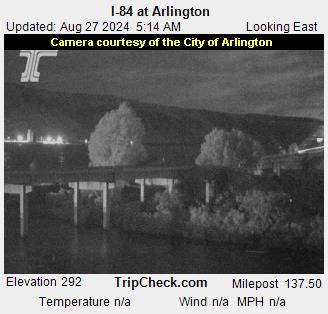 I-84 at Arlington
Updated: Aug 27 2024 5:14 AM Looking East
Camera courtesy of the City of Arlington
Elevation 292 TripCheck.com Milepost 137.50
Temperature n/a Wind n/a MPH n/a